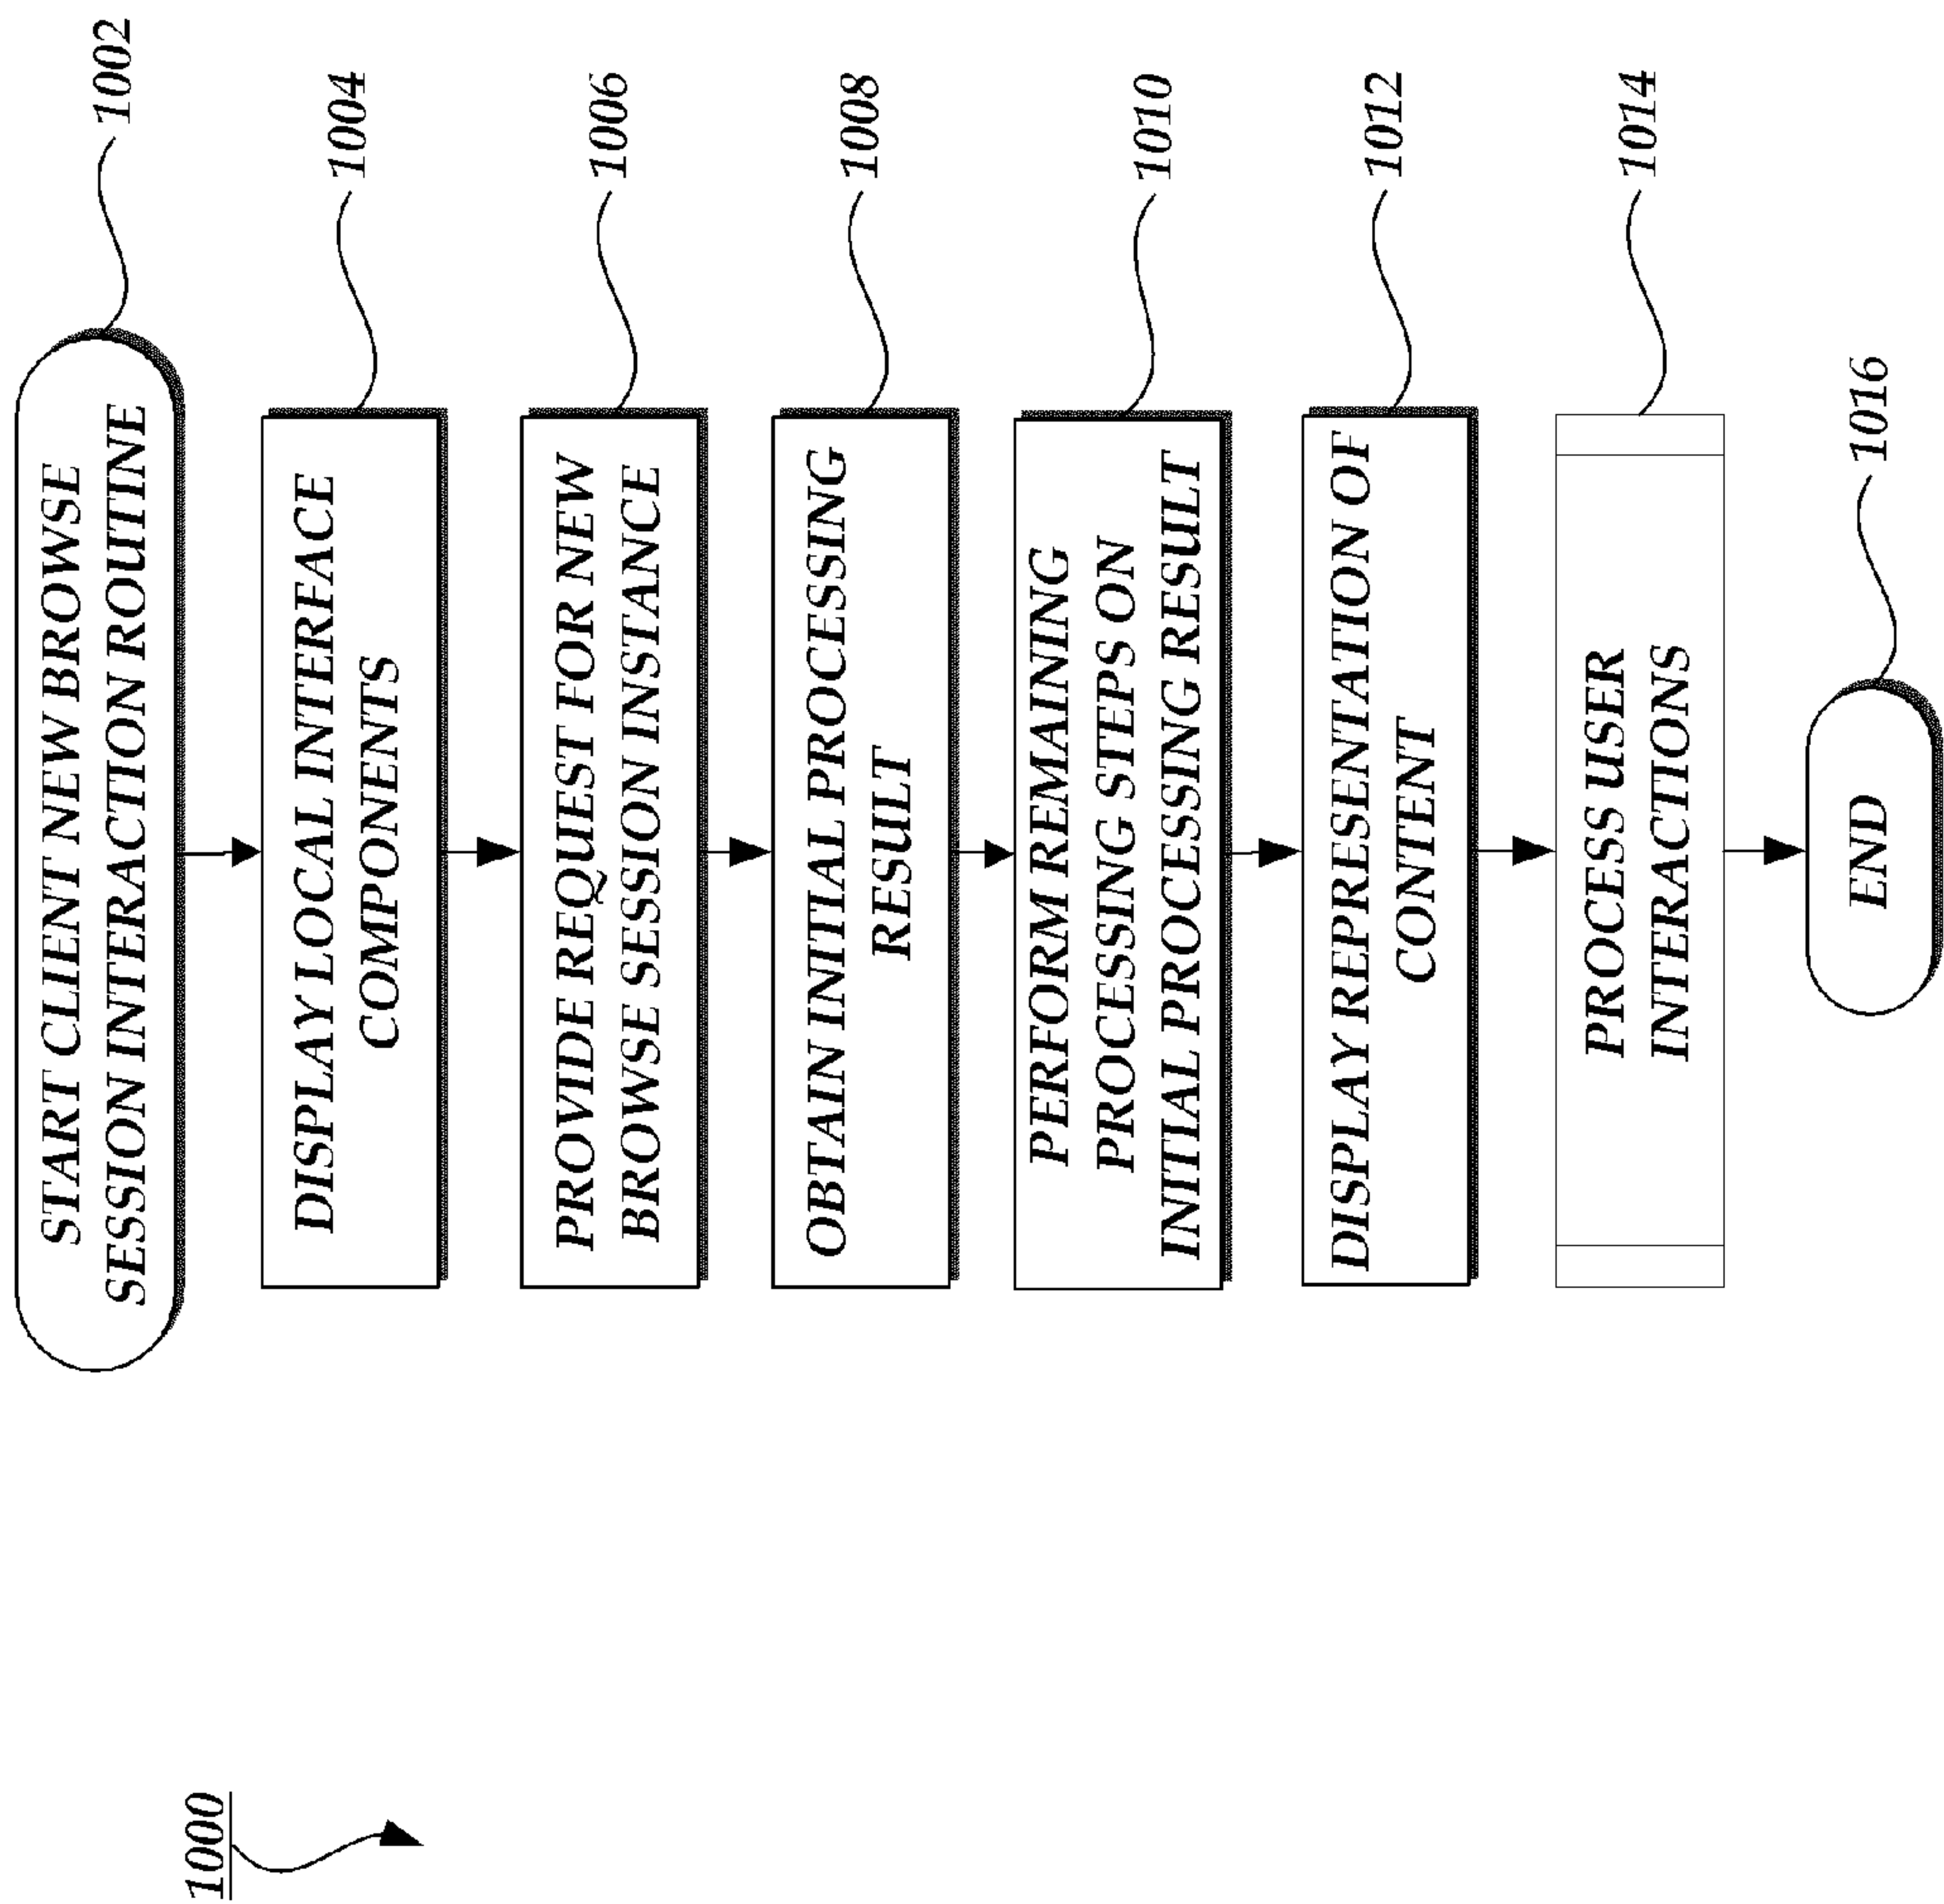 1000
START CLIENT NEW BROWSE
SESSION INTERACTION ROUTINE
1002
DISPLAY LOCAL INTERFACE
COMPONENTS
1004
PROVIDE REQUEST FOR NEW
BROWSE SESSION INSTANCE
1006
OBTAIN INITIAL PROCESSING
RESULT
1008
PERFORM REMAINING
PROCESSING STEPS ON
INITIAL PROCESSING RESULT
1010
DISPLAY REPRESENTATION OF
CONTENT
1012
PROCESS USER
INTERACTIONS
1014
END
1016